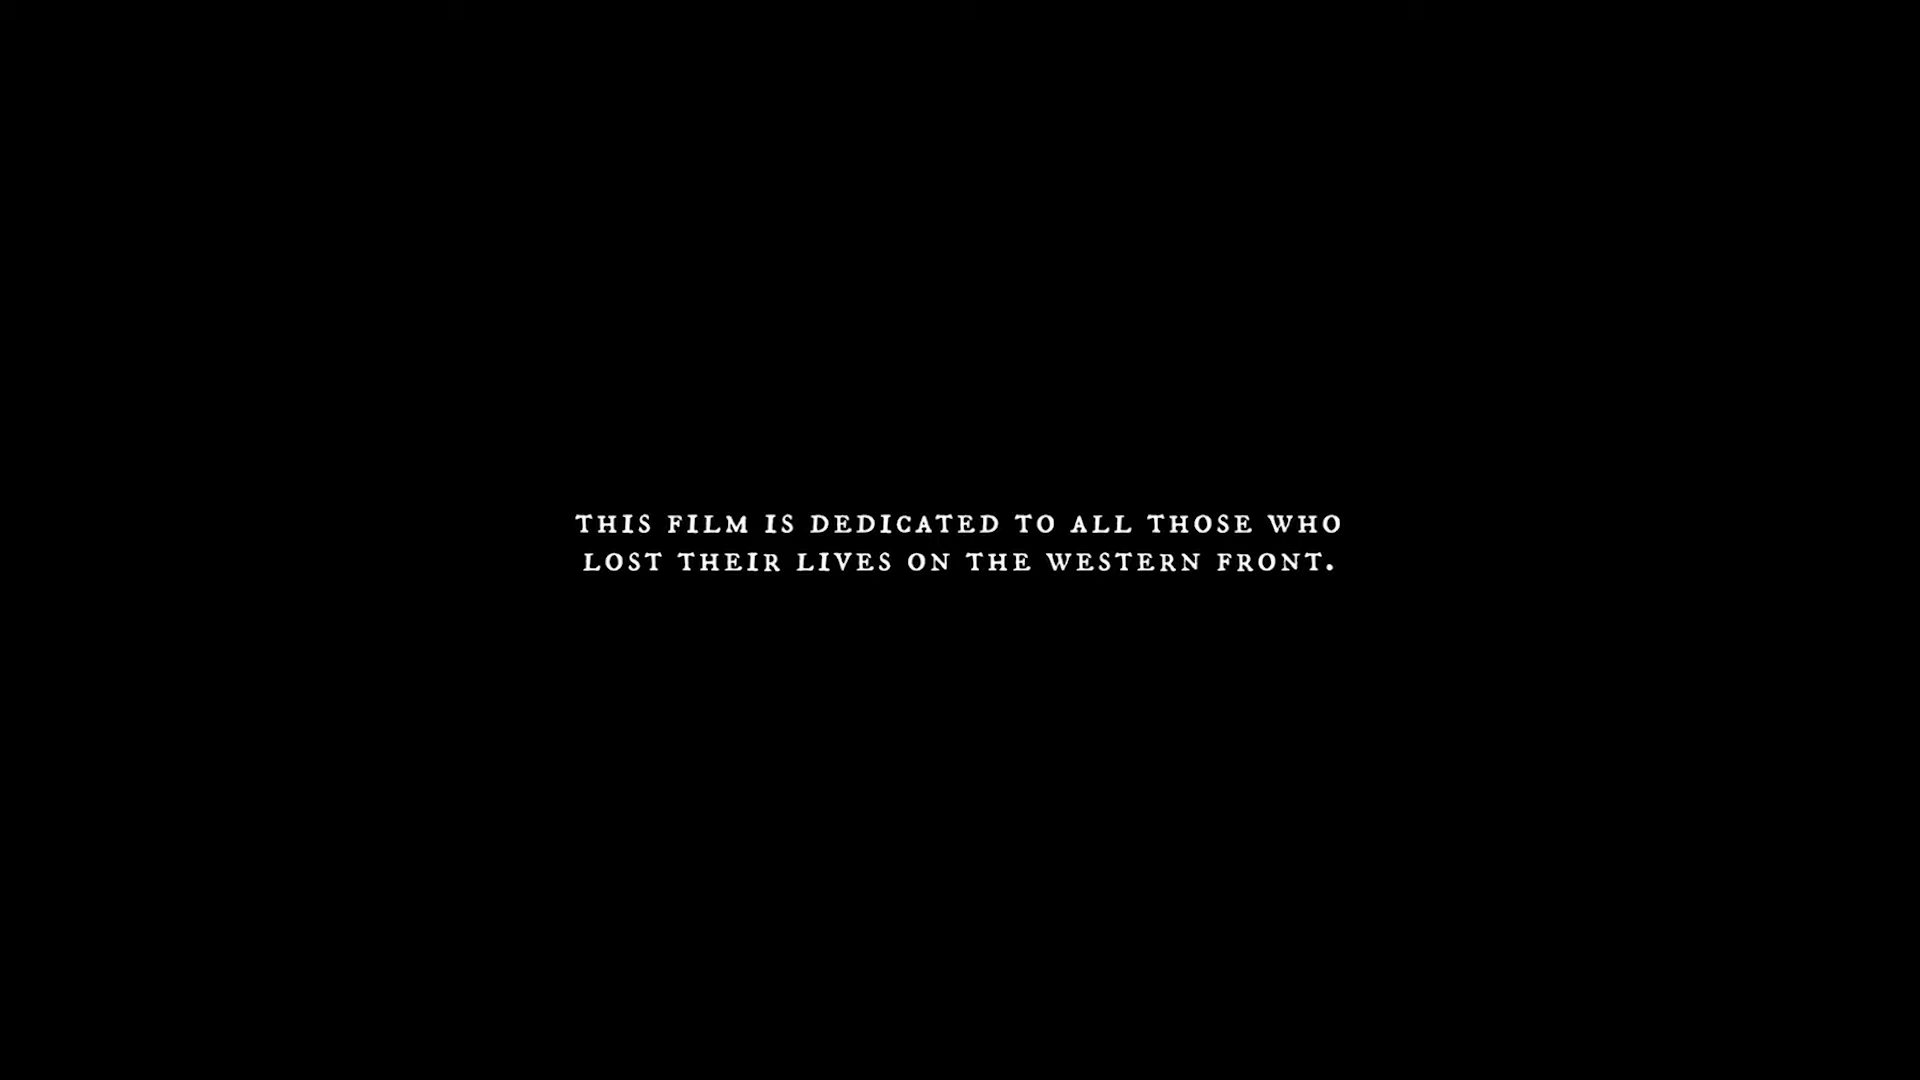 THIS FILM IS DEDICATED TO ALL THOSE WHO
LOST THEIR LIVES ON THE WESTERN FRONT.